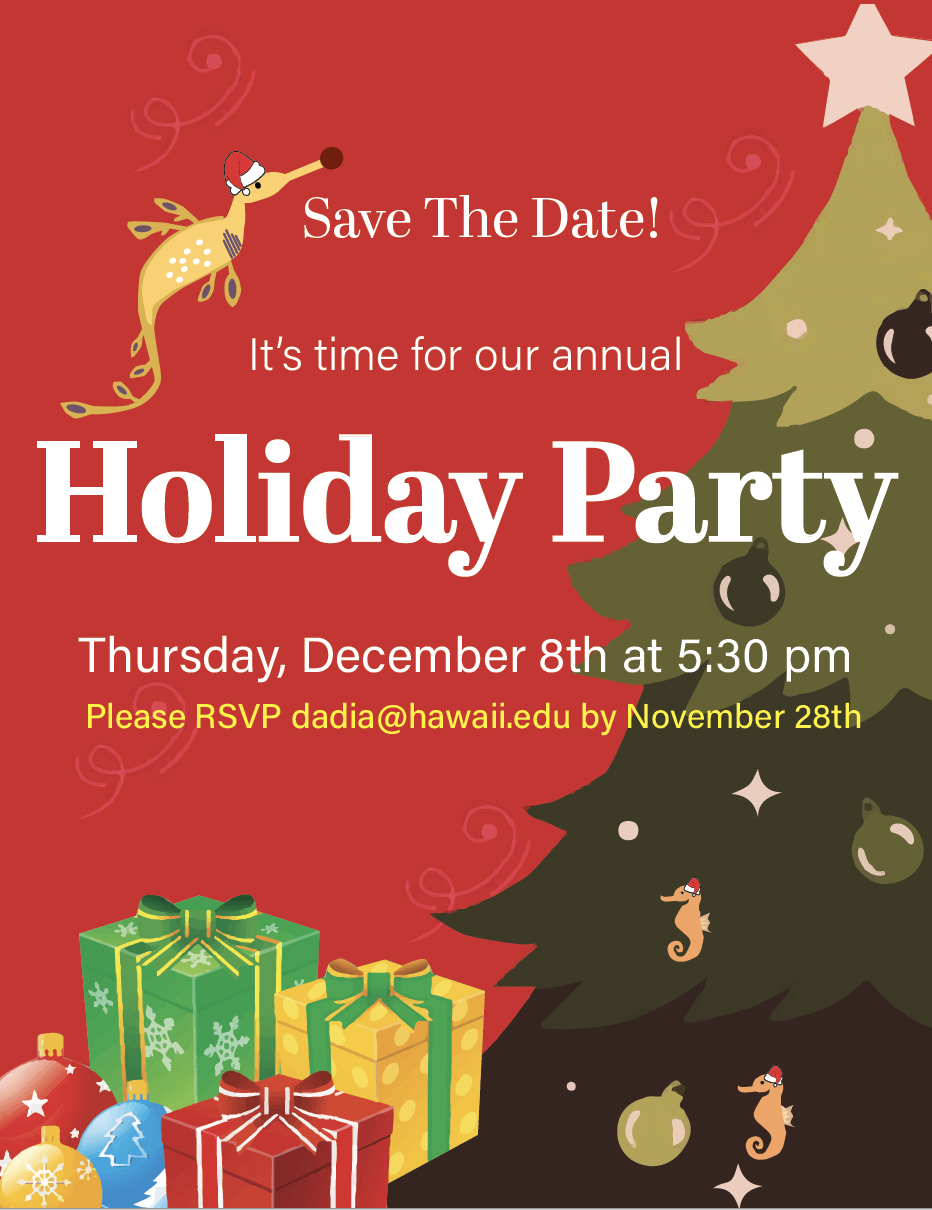 Save The Date!
It's time for our annual
Holiday Party
Thursday, December 8th at 5:30 pm
Please RSVP dadia@hawaii.edu by November 28th